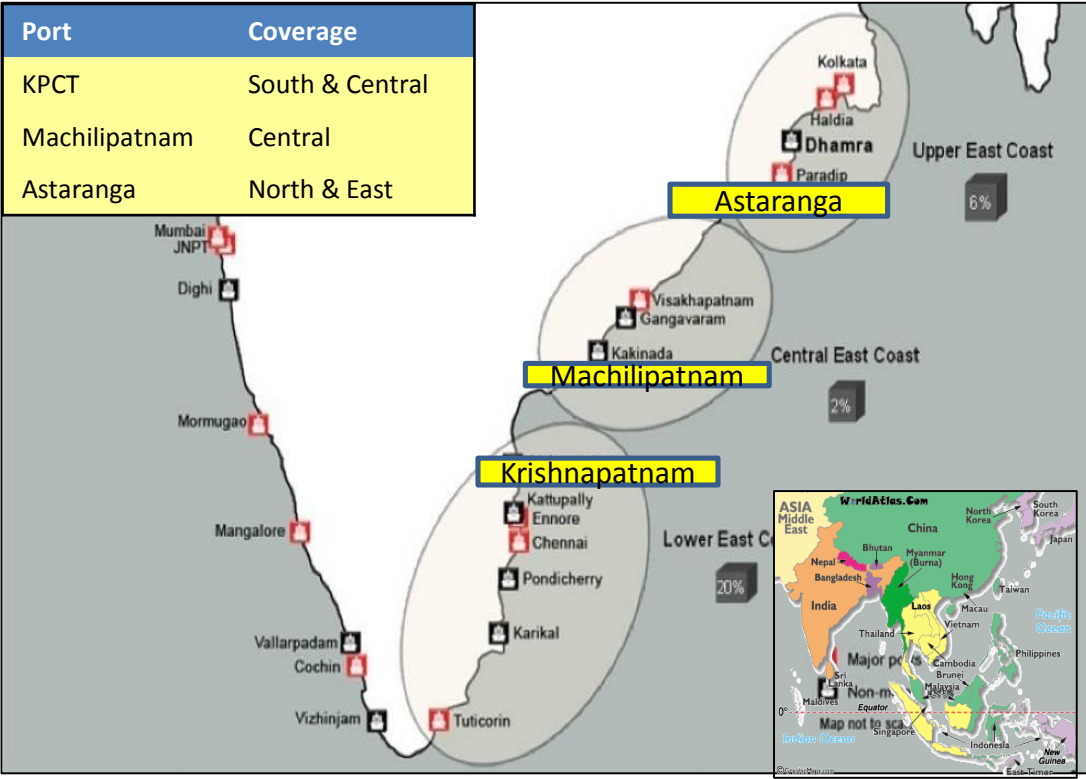 Port Coverage
KPCT South & Central
Machilipatnam Central
Astaranga North & East
Kolkata
Haldia
Dhamra
Paradip
Upper East Coast
6%
Astaranga
Mumbai
JNPT
Dighi
Visakhapatnam
Gangavaram
Kakinada
Central East Coast
2%
Machilipatnam
Mormugao
Krishnapatnam
Kattupally
Ennore
Chennai
Mangalore
Lower East
20%
Pondicherry
Karikal
Vallarpadam
Cochin
Vizhinjam
Tuticorin
Major
Map not to
WorldAtlas.Com
ASIA
Middle
East
North
Korea
South
Korea
Japan
China
Bhutan
Nepal
Myanmar
(Burna)
Bangladesh
India
Hong
Kong
Taiwan
Macau
Laos
Vietnam
Pacific
Ocean
Thailand
Philippines
Cambodia
Brunei
Malaysia
Sri
Lanka
Maldives
Equator
0°
Singapore
Indian Ocean
Indonesia
New
Guinea
East Timor